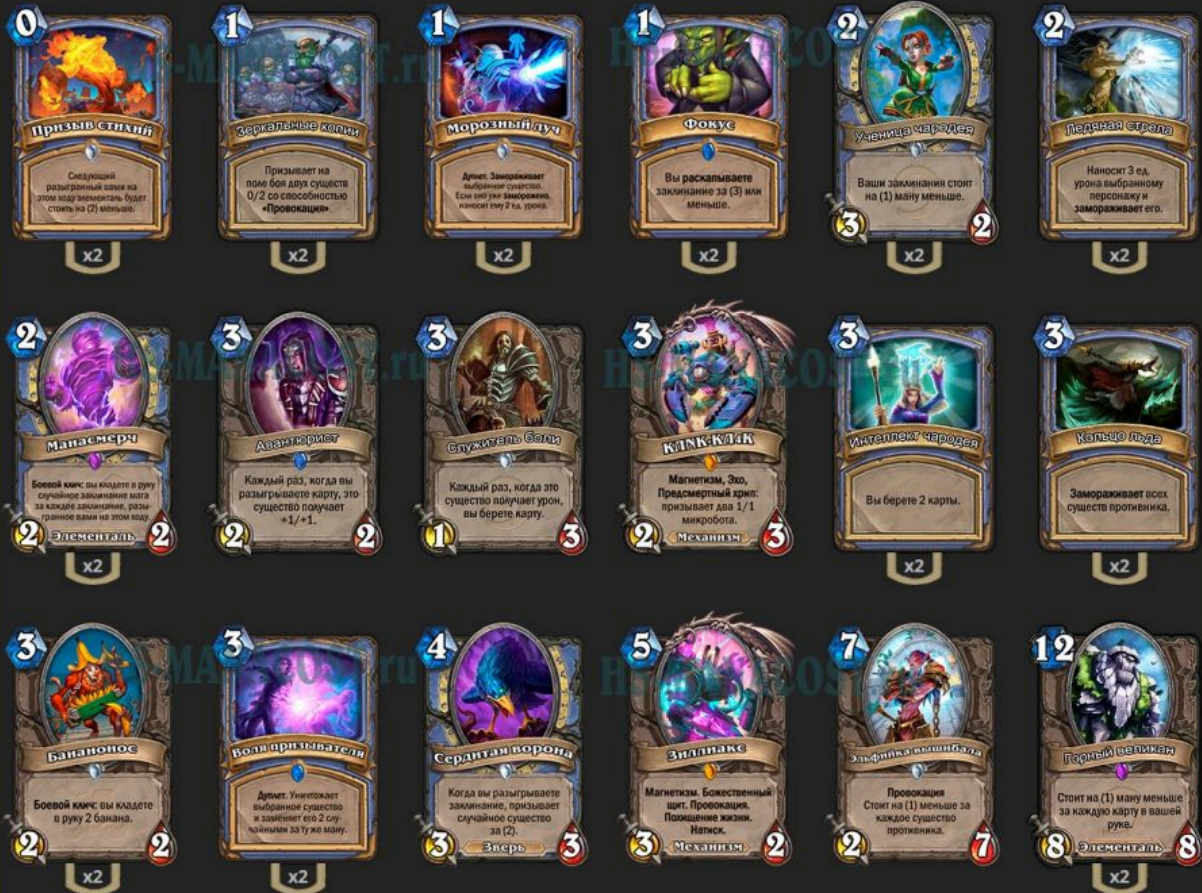 0
Призыв стихий
Следующий
разыгранный вами на
этом ходу элементаль будет
стоить на (2) меньше.
x2
1
Зеркальные копии
Призывает на
поле боя двух существ
0/2 со способностью
«Провокация».
x2
1
Морозный луч
Дуплет. Замораживает
выбранное существо.
Если оно уже заморожено,
наносит ему 2 ед. урона.
x2
1
Фокус
Вы раскапываете
заклинание за (3) или
меньше.
x2
2
Ученица чародея
Ваши заклинания стоят
на (1) ману меньше.
3
2
x2
2
Ледяная стрела
Наносит 3 ед.
урона выбранному
персонажу и
замораживает его.
x2
2
Манасмерч
Боевой клич: вы кладете в руку
случайное заклинание мага
за каждое заклинание, разы-
гранное вами на этом ходу.
2
Элементаль
2
x2
3
Авантюрист
Каждый раз, когда вы
разыгрываете карту, это
существо получает
+1/+1.
2
2
3
Служитель боли
Каждый раз, когда это
существо получает урон,
вы берете карту.
1
3
3
КЛNК-КЛ4К
Магнетизм, Эхо,
Предсмертный хрип:
призывает два 1/1
микробота.
2
Механизм
3
3
Интеллект чародея
Вы берете 2 карты.
x2
3
Кольцо льда
Замораживает всех
существ противника.
x2
3
Бананонос
Боевой клич: вы кладете
в руку 2 банана.
2
2
x2
3
Воля призывателя
Дуплет. Уничтожает
выбранное существо
и заменяет его 2 слу-
чайными за ту же ману.
x2
4
Сердитая ворона
Когда вы разыгрываете
заклинание, призывает
случайное существо
за (2).
3
Зверь
3
5
Зиллиакс
Магнетизм. Божественный
щит. Провокация.
Похищение жизни.
Натиск.
3
Механизм
2
7
Эльфийка-вышибала
Провокация
Стоит на (1) меньше за
каждое существо
противника.
2
7
12
Горный великан
Стоит на (1) ману меньше
за каждую карту в вашей
руке.
8
Элементаль
8
x2